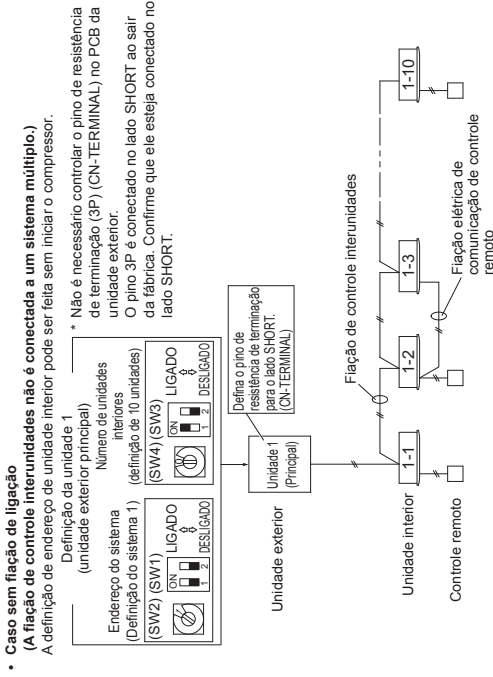 • Caso sem fiação de ligação
(A fiação de controle interunidades não é conectada a um sistema múltiplo.)
A definição de endereço de unidade interior pode ser feita sem iniciar o compressor.
Definição da unidade 1
(unidade exterior principal)
Endereço do sistema
(Definição do sistema 1)
(SW2) (SW1)
ON
1 2
LIGADO
DESLIGADO
Número de unidades
interiores
(definição de 10 unidades)
(SW4) (SW3)
ON
1 2
LIGADO
DESLIGADO
* Não é necessário controlar o pino de resistência
de terminação (3P) (CN-TERMINAL) no PCB da
unidade exterior.
O pino 3P é conectado no lado SHORT ao sair
da fábrica. Confirme que ele esteja conectado no
lado SHORT.
Unidade exterior
Unidade 1
(Principal)
Defina o pino de
resistência de terminação
para o lado SHORT.
(CN-TERMINAL)
Fiação de controle interunidades
Unidade interior
1-1
1-2
1-3
1-10
Controle remoto
Fiação elétrica de
comunicação de controle
remoto